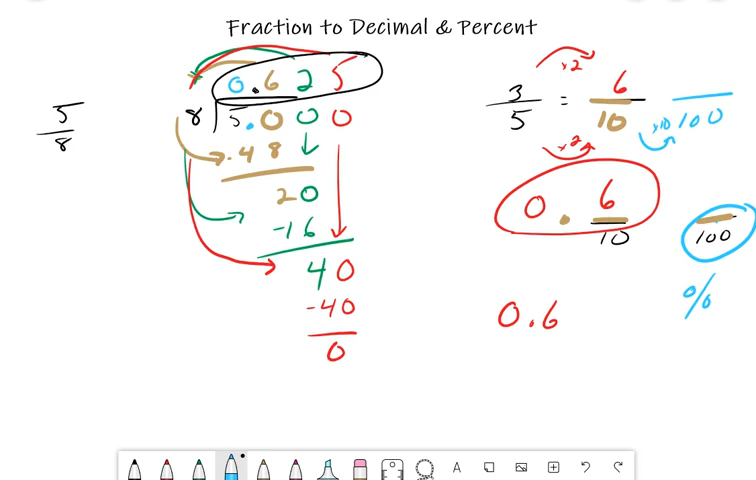 Fraction to Decimal & Percent
5/8
0.625
8 5.000
-48
20
-16
40
-40
0
3/5 = 6/10
x2
x2
x10
/100
0.6/10
/100
%
0.6
A